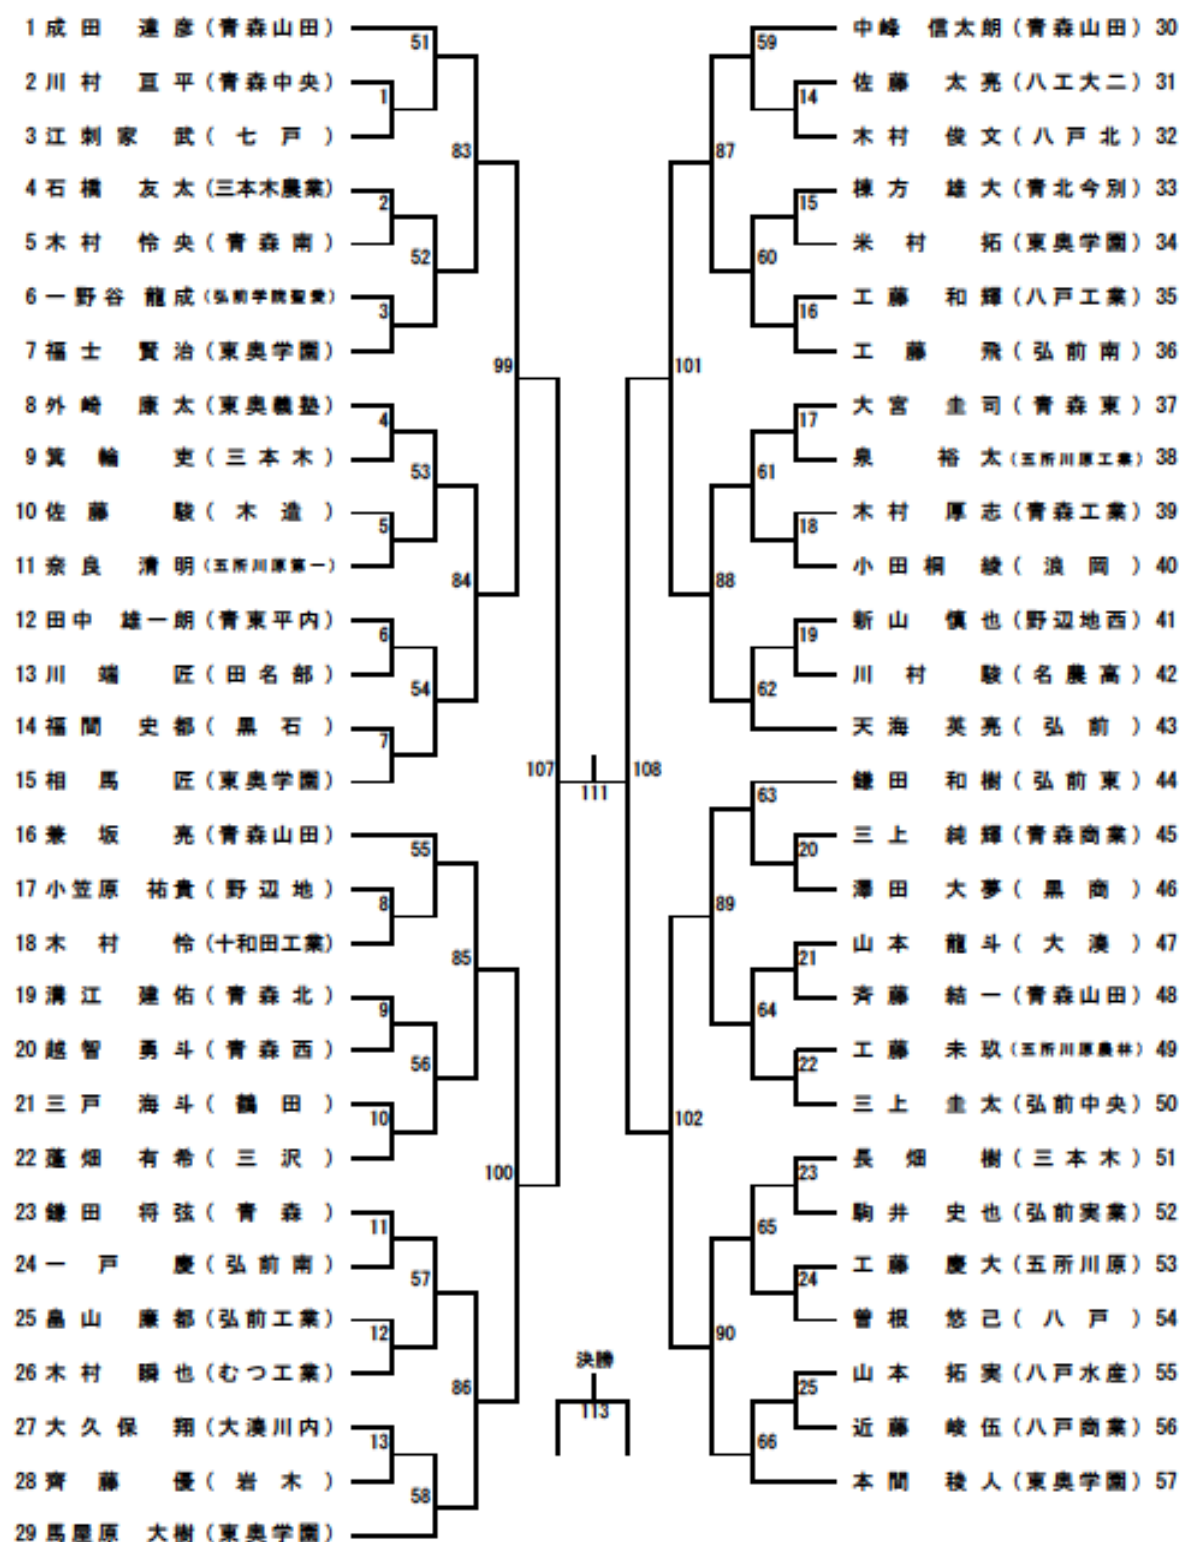 1 成田 達彦 (青森山田)
2 川村 亘平 (青森中央)
3 江刺家 武 (七戸)
4 石橋 友太 (三本木農業)
5 木村 怜央 (青森南)
6 一野谷 龍成 (弘前学院聖愛)
7 福士 賢治 (東奥学園)
8 外崎 康太 (東奥義塾)
9 箕輪 吏 (三本木)
10 佐藤 駿 (木造)
11 奈良 清明 (五所川原第一)
12 田中 雄一朗 (青東平内)
13 川端 匠 (田名部)
14 福間 史都 (黒石)
15 相馬 匠 (東奥学園)
16 兼坂 亮 (青森山田)
17 小笠原 祐貴 (野辺地)
18 木村 怜 (十和田工業)
19 溝江 建佑 (青森北)
20 越智 勇斗 (青森西)
21 三戸 海斗 (鶴田)
22 蓬畑 有希 (三沢)
23 鎌田 将弦 (青森)
24 一戸 慶 (弘前南)
25 畠山 廉都 (弘前工業)
26 木村 瞬也 (むつ工業)
27 大久保 翔 (大湊川内)
28 齊藤 優 (岩木)
29 馬屋原 大樹 (東奥学園)
51
1
83
2
52
3
99
4
53
5
84
6
54
7
107
55
8
85
9
56
10
100
11
57
12
86
13
58
111
決勝
113
108
59
14
87
15
60
16
101
17
61
18
88
19
62
63
20
89
21
64
22
102
23
65
24
90
25
66
中峰 信太朗 (青森山田) 30
佐藤 太亮 (八工大二) 31
木村 俊文 (八戸北) 32
棟方 雄大 (青北今別) 33
米村 拓 (東奥学園) 34
工藤 和輝 (八戸工業) 35
工藤 飛 (弘前南) 36
大宮 圭司 (青森東) 37
泉 裕太 (五所川原工業) 38
木村 厚志 (青森工業) 39
小田桐 綾 (浪岡) 40
新山 慎也 (野辺地西) 41
川村 駿 (名農高) 42
天海 英亮 (弘前) 43
鎌田 和樹 (弘前東) 44
三上 純輝 (青森商業) 45
澤田 大夢 (黒商) 46
山本 龍斗 (大湊) 47
斉藤 結一 (青森山田) 48
工藤 未玖 (五所川原農林) 49
三上 圭太 (弘前中央) 50
長畑 樹 (三本木) 51
駒井 史也 (弘前実業) 52
工藤 慶大 (五所川原) 53
曽根 悠己 (八戸) 54
山本 拓実 (八戸水産) 55
近藤 峻伍 (八戸商業) 56
本間 稜人 (東奥学園) 57